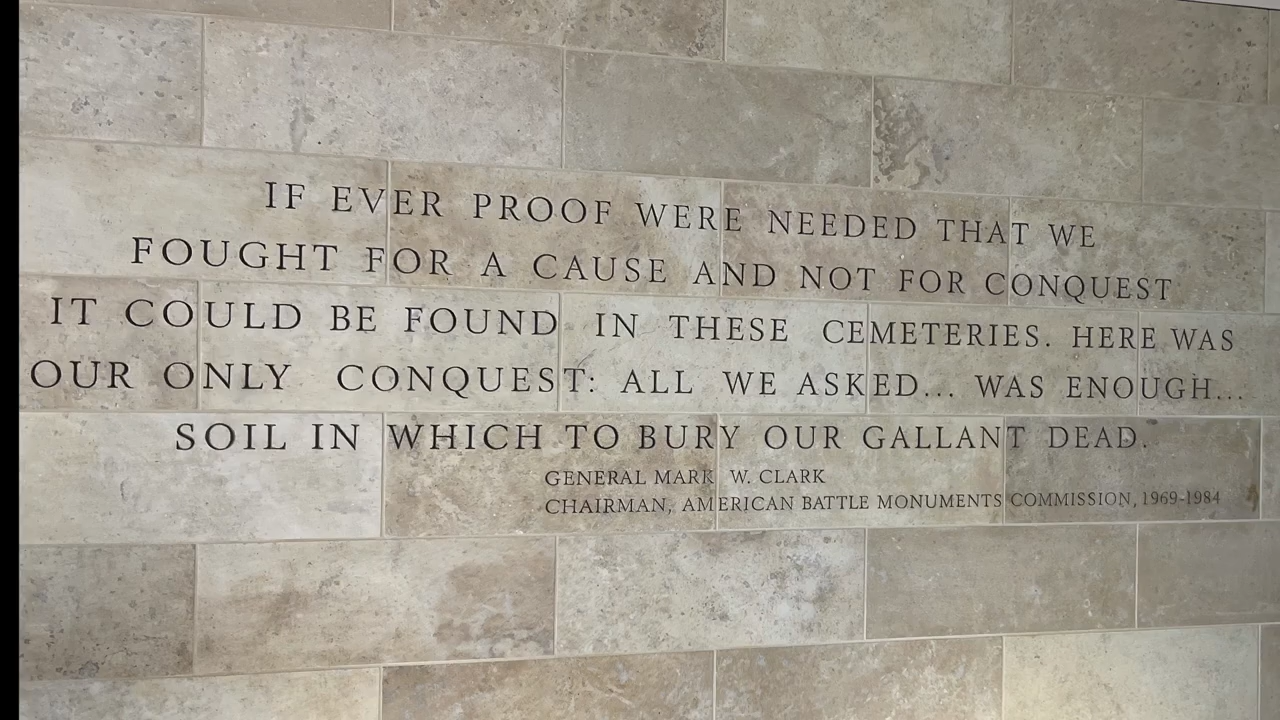 IF EVER PROOF WERE NEEDED THAT WE
FOUGHT FOR A CAUSE AND NOT FOR CONQUEST
IT COULD BE FOUND IN THESE CEMETERIES. HERE WAS
OUR ONLY CONQUEST: ALL WE ASKED... WAS ENOUGH...
SOIL IN WHICH TO BURY OUR GALLANT DEAD.
GENERAL MARK W. CLARK
CHAIRMAN, AMERICAN BATTLE MONUMENTS COMMISSION, 1969-1984